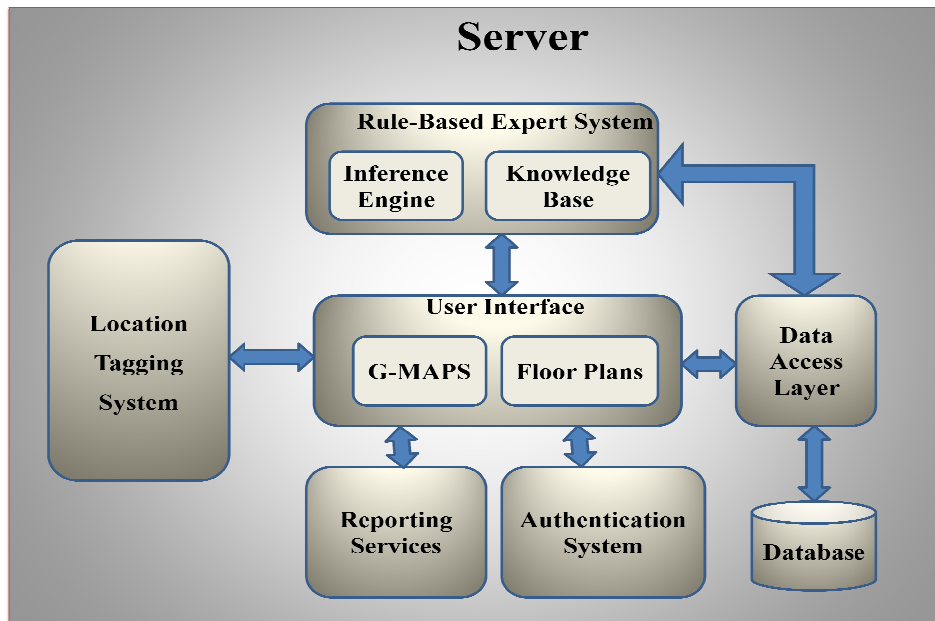 Server
Rule-Based Expert System
Inference
Engine
Knowledge
Base
Location
Tagging
System
User Interface
G-MAPS
Floor Plans
Data
Access
Layer
Reporting
Services
Authentication
System
Database